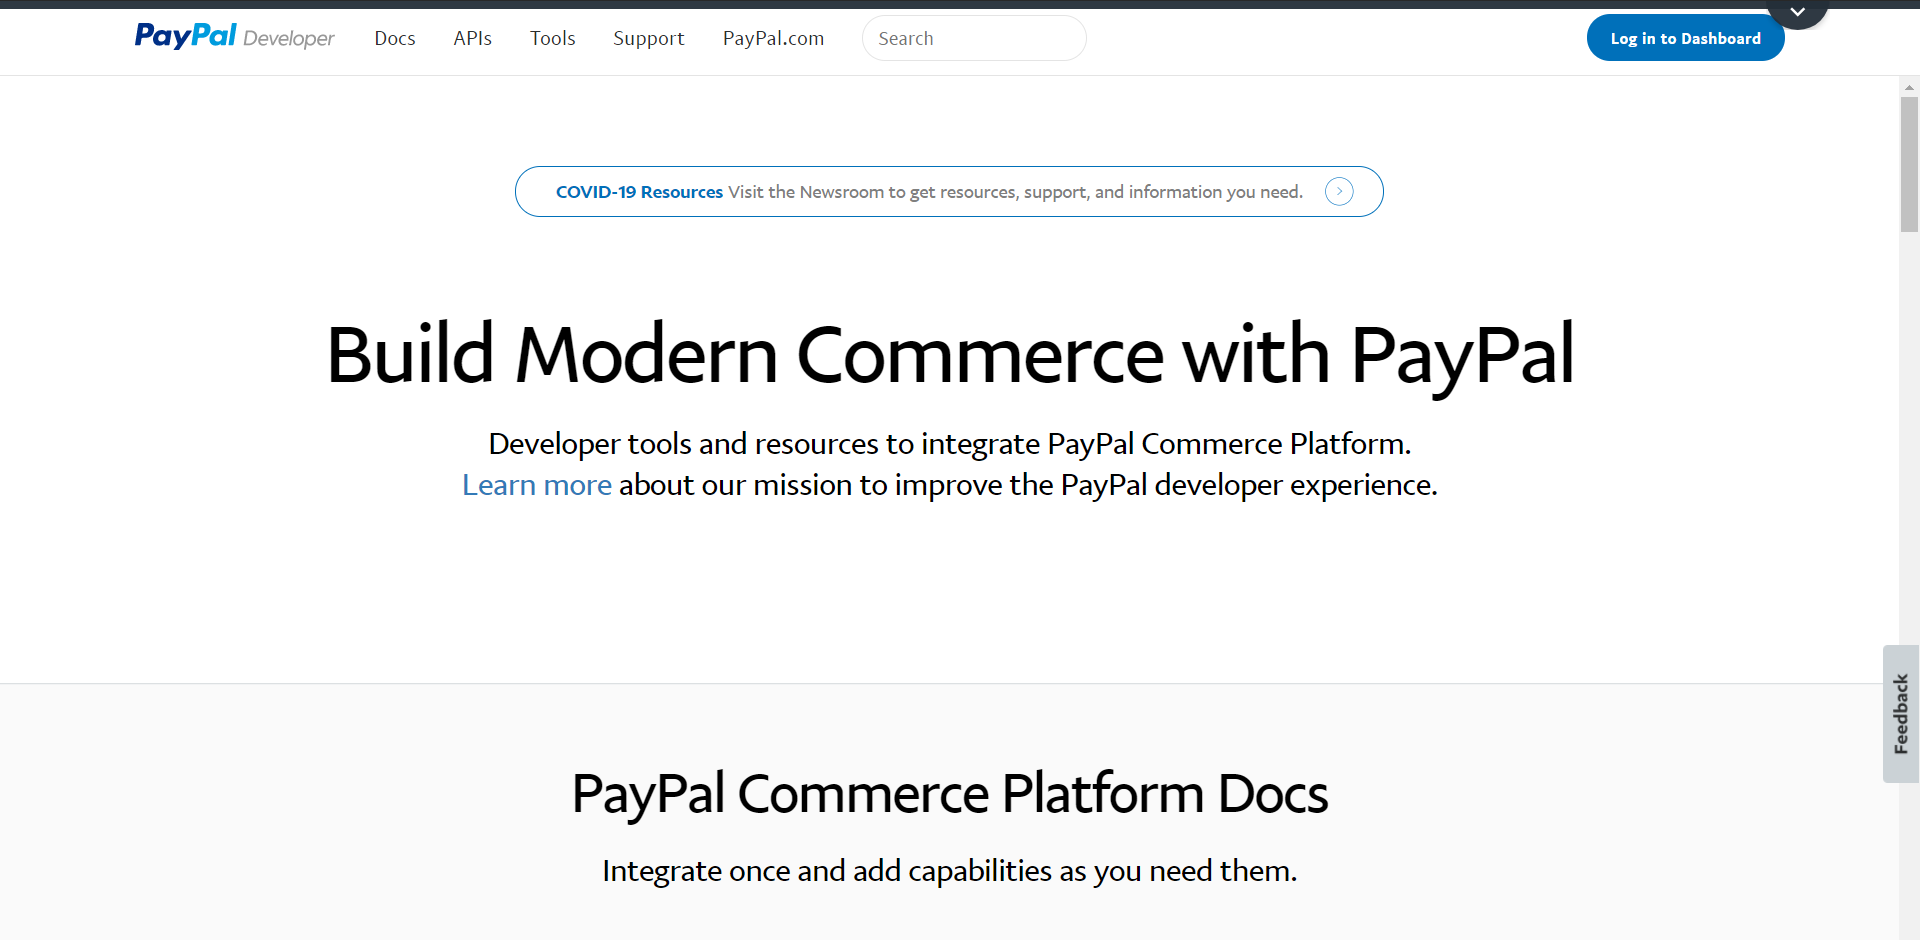 PayPal Developer Docs APIs Tools Support PayPal.com Search Log in to Dashboard
COVID-19 Resources Visit the Newsroom to get resources, support, and information you need.
Build Modern Commerce with PayPal
Developer tools and resources to integrate PayPal Commerce Platform.
Learn more about our mission to improve the PayPal developer experience.
Feedback
PayPal Commerce Platform Docs
Integrate once and add capabilities as you need them.